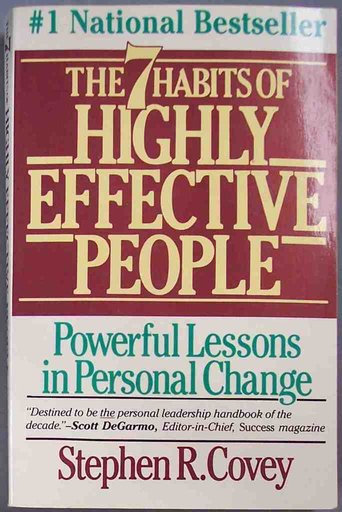 #1 National Bestseller
THE 7 HABITS OF
HIGHLY
EFFECTIVE
PEOPLE
Powerful Lessons
in Personal Change
"Destined to be the personal leadership handbook of the
decade."–Scott DeGarmo, Editor-in-Chief, Success magazine
Stephen R. Covey